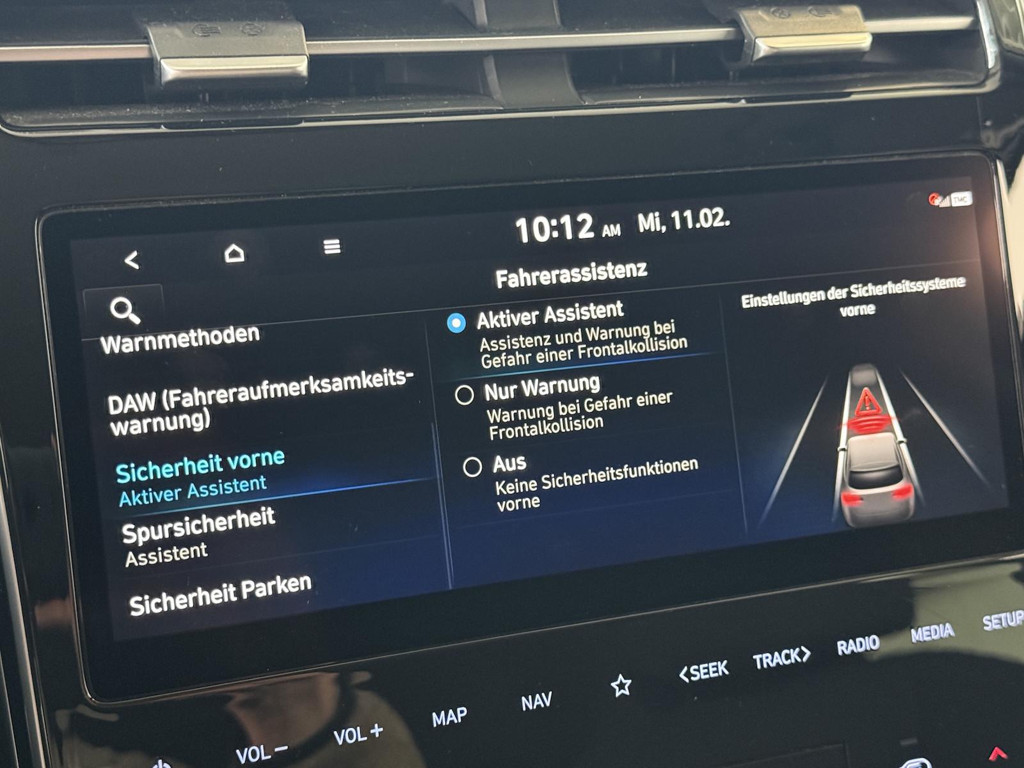 10:12 AM Mi, 11.02.
TMC
Fahrerassistenz
Warnmethoden
DAW (Fahreraufmerksamkeits-
warnung)
Sicherheit vorne
Aktiver Assistent
Spursicherheit
Assistent
Sicherheit Parken
Aktiver Assistent
Assistenz und Warnung bei
Gefahr einer Frontalkollision
Nur Warnung
Warnung bei Gefahr einer
Frontalkollision
Aus
Keine Sicherheitsfunktionen
vorne
Einstellungen der Sicherheitssysteme
vorne
VOL − VOL + MAP NAV <SEEK TRACK> RADIO MEDIA SETUP